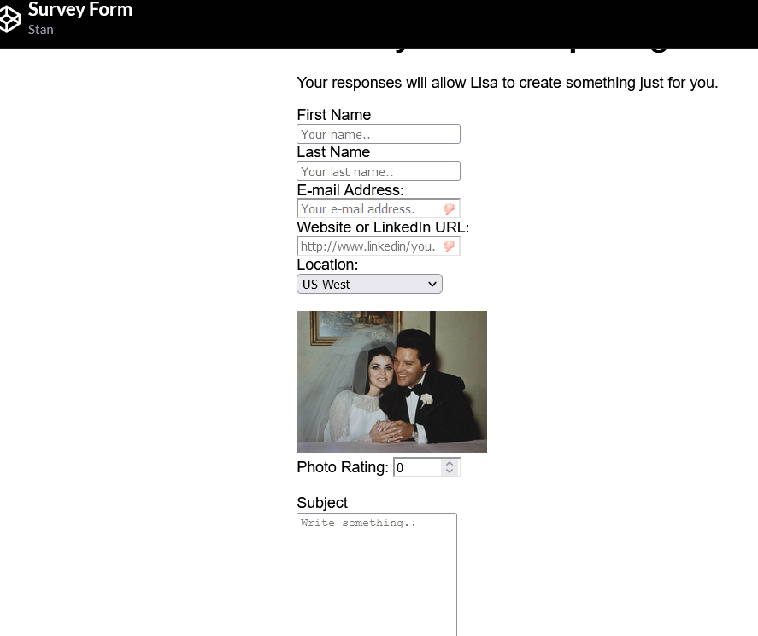 Survey Form
Stan
Your responses will allow Lisa to create something just for you.
First Name
Your name..
Last Name
Your last name..
E-mail Address:
Your e-mail address.
Website or LinkedIn URL:
http://www.linkedin/you.
Location:
US West
Photo Rating: 0
Subject
Write something..